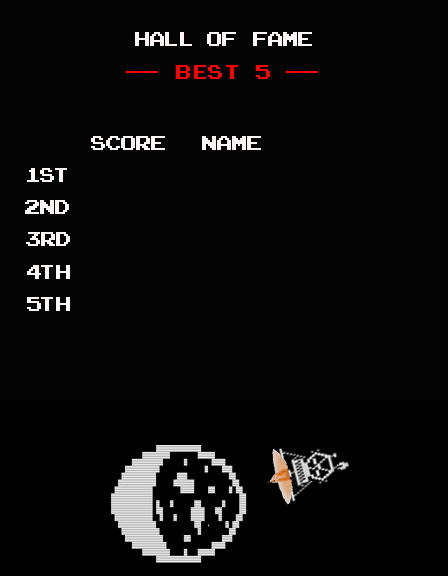 HALL OF FAME
— BEST 5 —
SCORE NAME
1ST
2ND
3RD
4TH
5TH